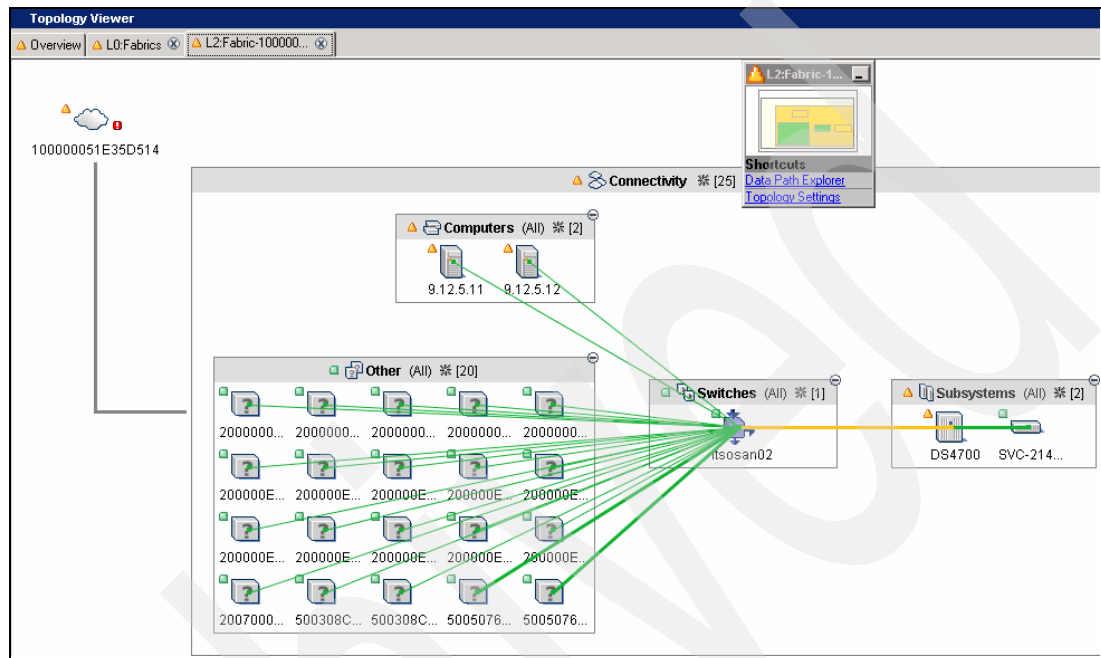 Topology Viewer
Overview L0:Fabrics L2:Fabric-100000...
L2:Fabric-1...
Shortcuts
Data Path Explorer
Topology Settings
100000051E35D514
Connectivity [25]
Computers (All) [2]
9.12.5.11 9.12.5.12
Other (All) [20]
2000000... 2000000... 2000000... 2000000... 2000000...
200000E... 200000E... 200000E... 200000E... 200000E...
200000E... 200000E... 200000E... 200000E... 200000E...
2007000... 500308C... 500308C... 5005076... 5005076...
Switches (All) [1]
itsosan02
Subsystems (All) [2]
DS4700 SVC-214...